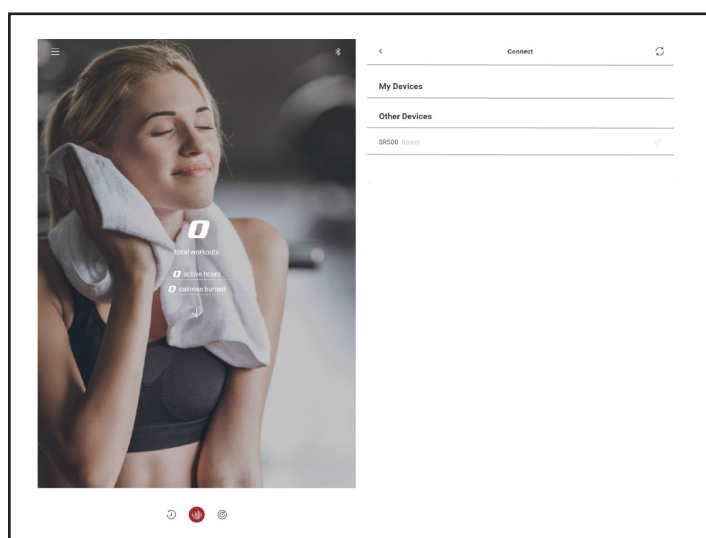 0
total workouts
0 active hours
0 calories burned
Connect
My Devices
Other Devices
SR500 Rower